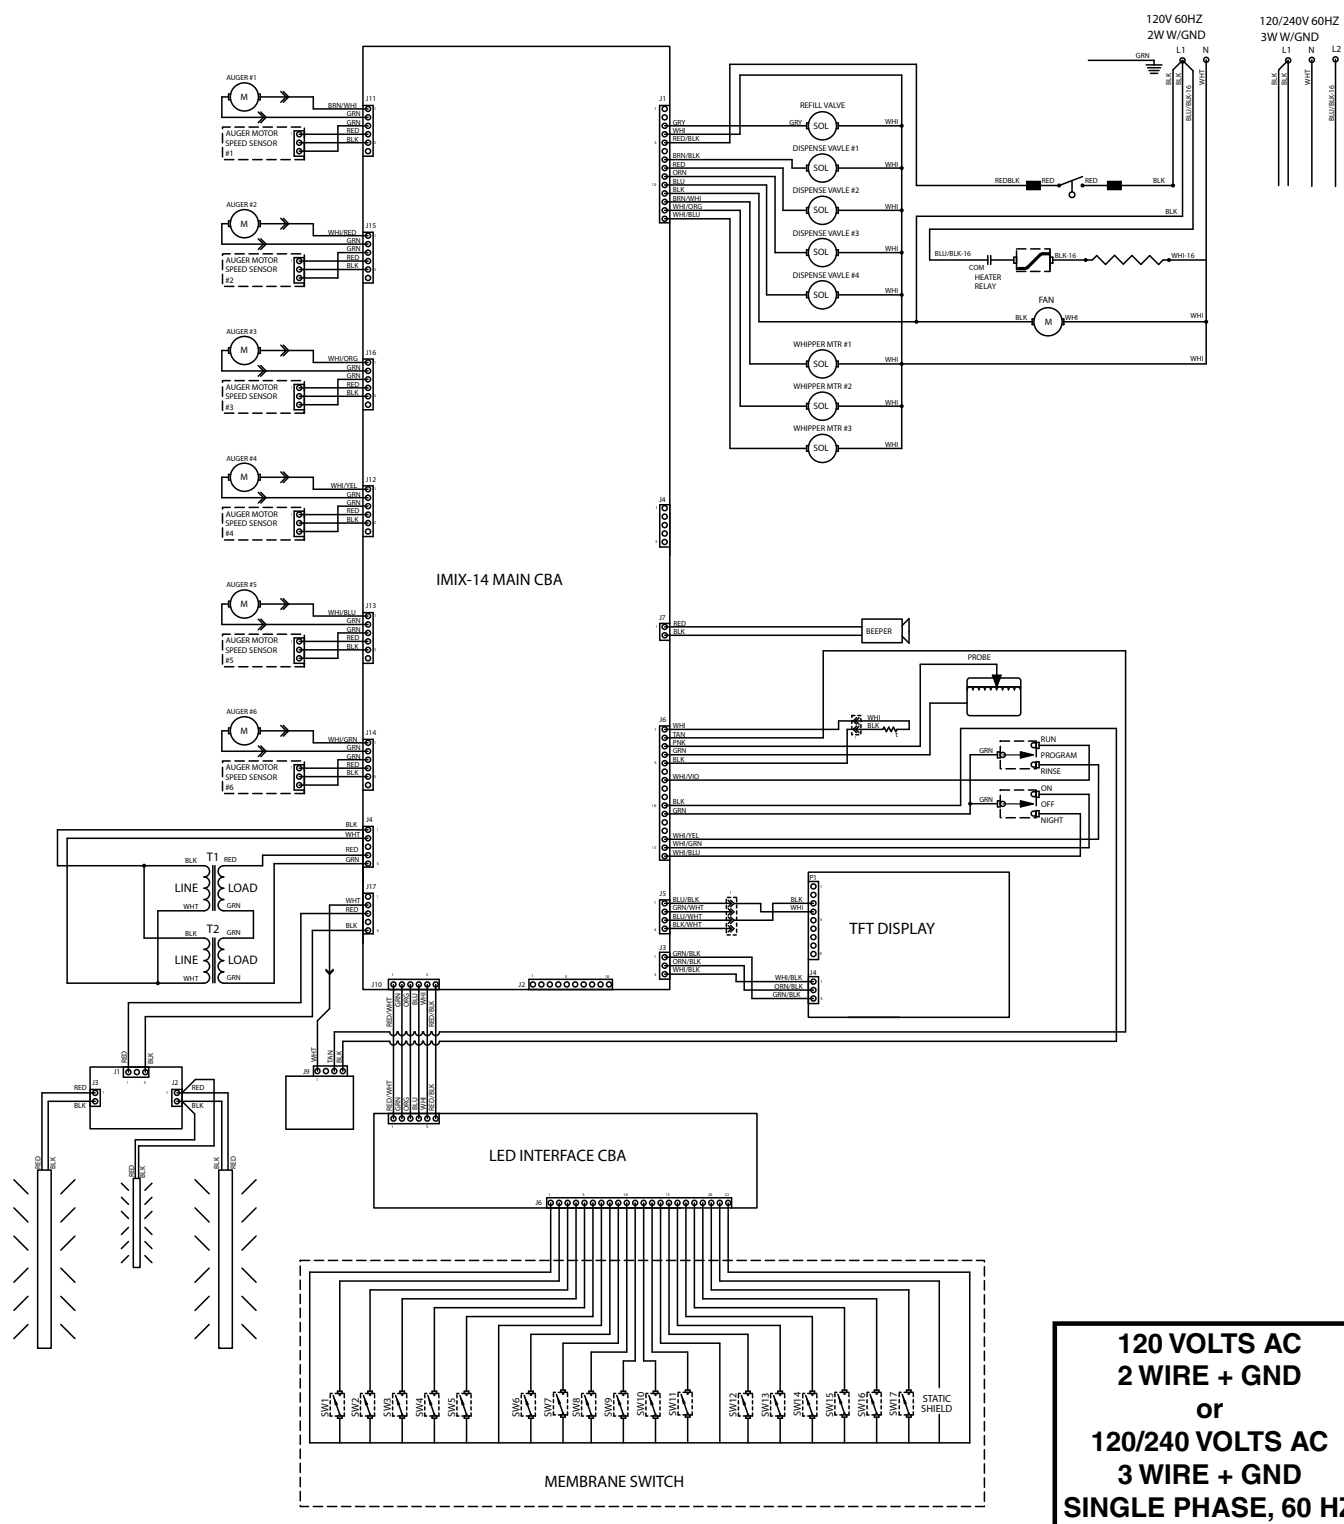 120V 60HZ
2W W/GND
L1 N
120/240V 60HZ
3W W/GND
L1 N L2
GRN
BLK
BLK
BLU/BLK-16
WHT
BLK
BLK
WHT
BLU/BLK-16
AUGER #1
M
AUGER MOTOR
SPEED SENSOR
#1
J11
BRN/WHI
GRN
GRN
RED
BLK
AUGER #2
M
AUGER MOTOR
SPEED SENSOR
#2
J15
WHI/RED
GRN
GRN
RED
BLK
AUGER #3
M
AUGER MOTOR
SPEED SENSOR
#3
J16
WHI/ORG
GRN
GRN
RED
BLK
AUGER #4
M
AUGER MOTOR
SPEED SENSOR
#4
J12
WHI/YEL
GRN
GRN
RED
BLK
AUGER #5
M
AUGER MOTOR
SPEED SENSOR
#5
J13
WHI/BLU
GRN
GRN
RED
BLK
AUGER #6
M
AUGER MOTOR
SPEED SENSOR
#6
J14
WHI/GRN
GRN
GRN
RED
BLK
IMIX-14 MAIN CBA
J1
GRY
WHI
RED/BLK
BRN/BLK
RED
ORN
BLU
BLK
BRN/WHI
WHI/ORG
WHI/BLU
REFILL VALVE
GRY SOL WHI
DISPENSE VAVLE #1
SOL WHI
DISPENSE VAVLE #2
SOL WHI
DISPENSE VAVLE #3
SOL WHI
DISPENSE VAVLE #4
SOL WHI
WHIPPER MTR #1
SOL WHI
WHIPPER MTR #2
SOL WHI
WHIPPER MTR #3
SOL WHI
REDBLK RED RED BLK
BLK
BLU/BLK-16
COM
HEATER
RELAY
BLK-16
WHI-16
FAN
BLK M WHI
WHI
WHI
J4
J7
RED
BLK
BEEPER
PROBE
J6
WHI
TAN
PNK
GRN
BLK
WHI/VIO
BLK
GRN
WHI/YEL
WHI/GRN
WHI/BLU
WHI
BLK
t
GRN
RUN
PROGRAM
RINSE
GRN
ON
OFF
NIGHT
J4
BLK
WHT
RED
GRN
T1
BLK RED
LINE LOAD
WHT GRN
T2
BLK GRN
LINE LOAD
WHT GRN
J17
WHT
RED
BLK
J5
BLU/BLK
GRN/WHT
BLU/WHT
BLK/WHT
J3
GRN/BLK
ORN/BLK
WHI/BLK
P1
BLK
WHI
TFT DISPLAY
J4
WHI/BLK
ORN/BLK
GRN/BLK
J10
J2
RED/WHT
GRN
ORG
BLU
WHI
RED/BLK
WHT
TAN
BLK
J9
RED
BLK
J1
J3
RED
BLK
J2
RED
BLK
RED
BLK
RED
BLK
BLK
RED
RED/WHT
GRN
ORG
BLU
WHI
RED/BLK
LED INTERFACE CBA
J6
SW1
SW2
SW3
SW4
SW5
SW6
SW7
SW8
SW9
SW10
SW11
SW12
SW13
SW14
SW15
SW16
SW17
STATIC
SHIELD
MEMBRANE SWITCH
120 VOLTS AC
2 WIRE + GND
or
120/240 VOLTS AC
3 WIRE + GND
SINGLE PHASE, 60 HZ